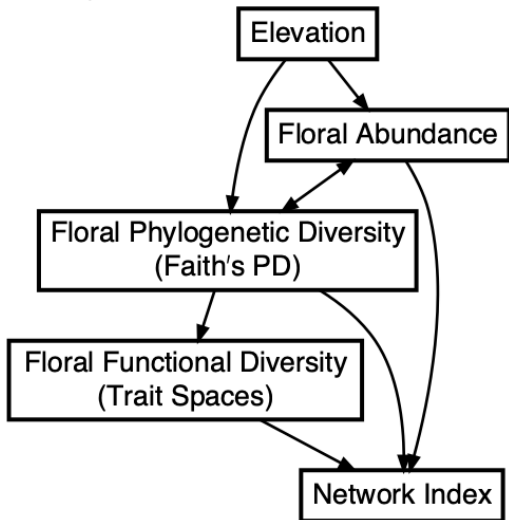 Elevation
Floral Abundance
Floral Phylogenetic Diversity
(Faith's PD)
Floral Functional Diversity
(Trait Spaces)
Network Index